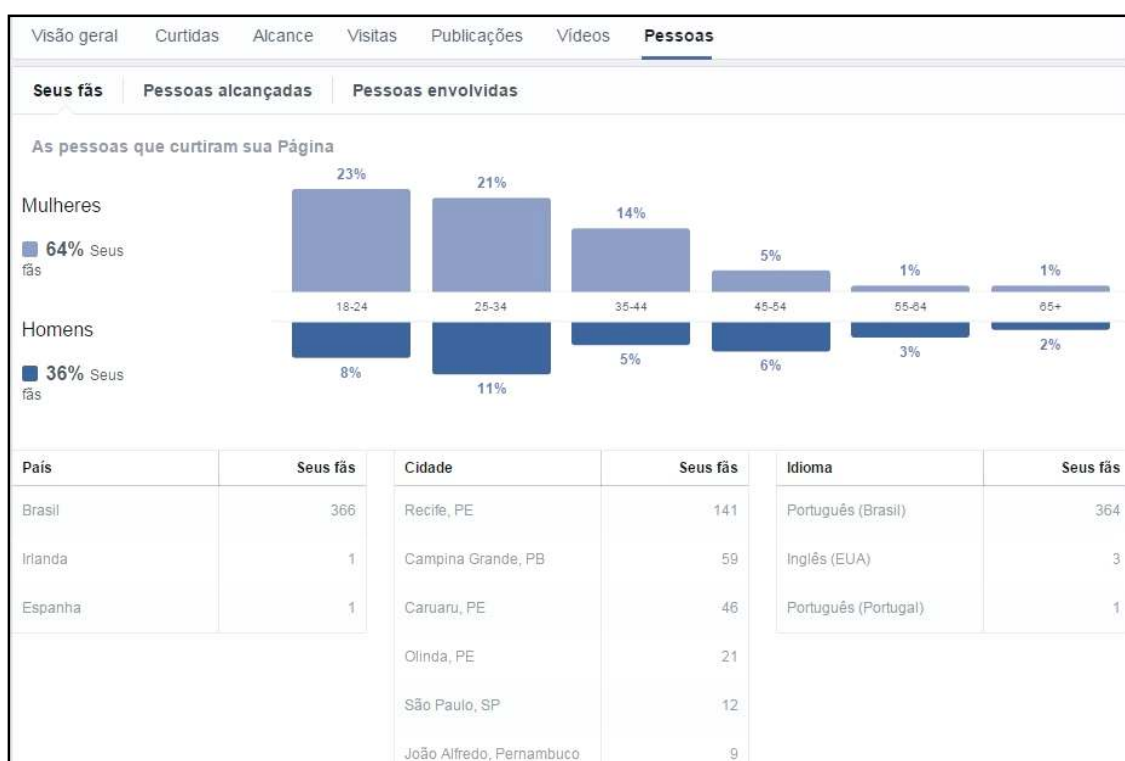 Visão geral Curtidas Alcance Visitas Publicações Vídeos Pessoas
Seus fãs Pessoas alcançadas Pessoas envolvidas
As pessoas que curtiram sua Página
Mulheres
64% Seus
fãs
23% 21% 14% 5% 1% 1%
18-24 25-34 35-44 45-54 55-64 65+
Homens
36% Seus
fãs
8% 11% 5% 6% 3% 2%
País Seus fãs
Brasil 366
Irlanda 1
Espanha 1
Cidade Seus fãs
Recife, PE 141
Campina Grande, PB 59
Caruaru, PE 46
Olinda, PE 21
São Paulo, SP 12
João Alfredo, Pernambuco 9
Idioma Seus fãs
Português (Brasil) 364
Inglês (EUA) 3
Português (Portugal) 1